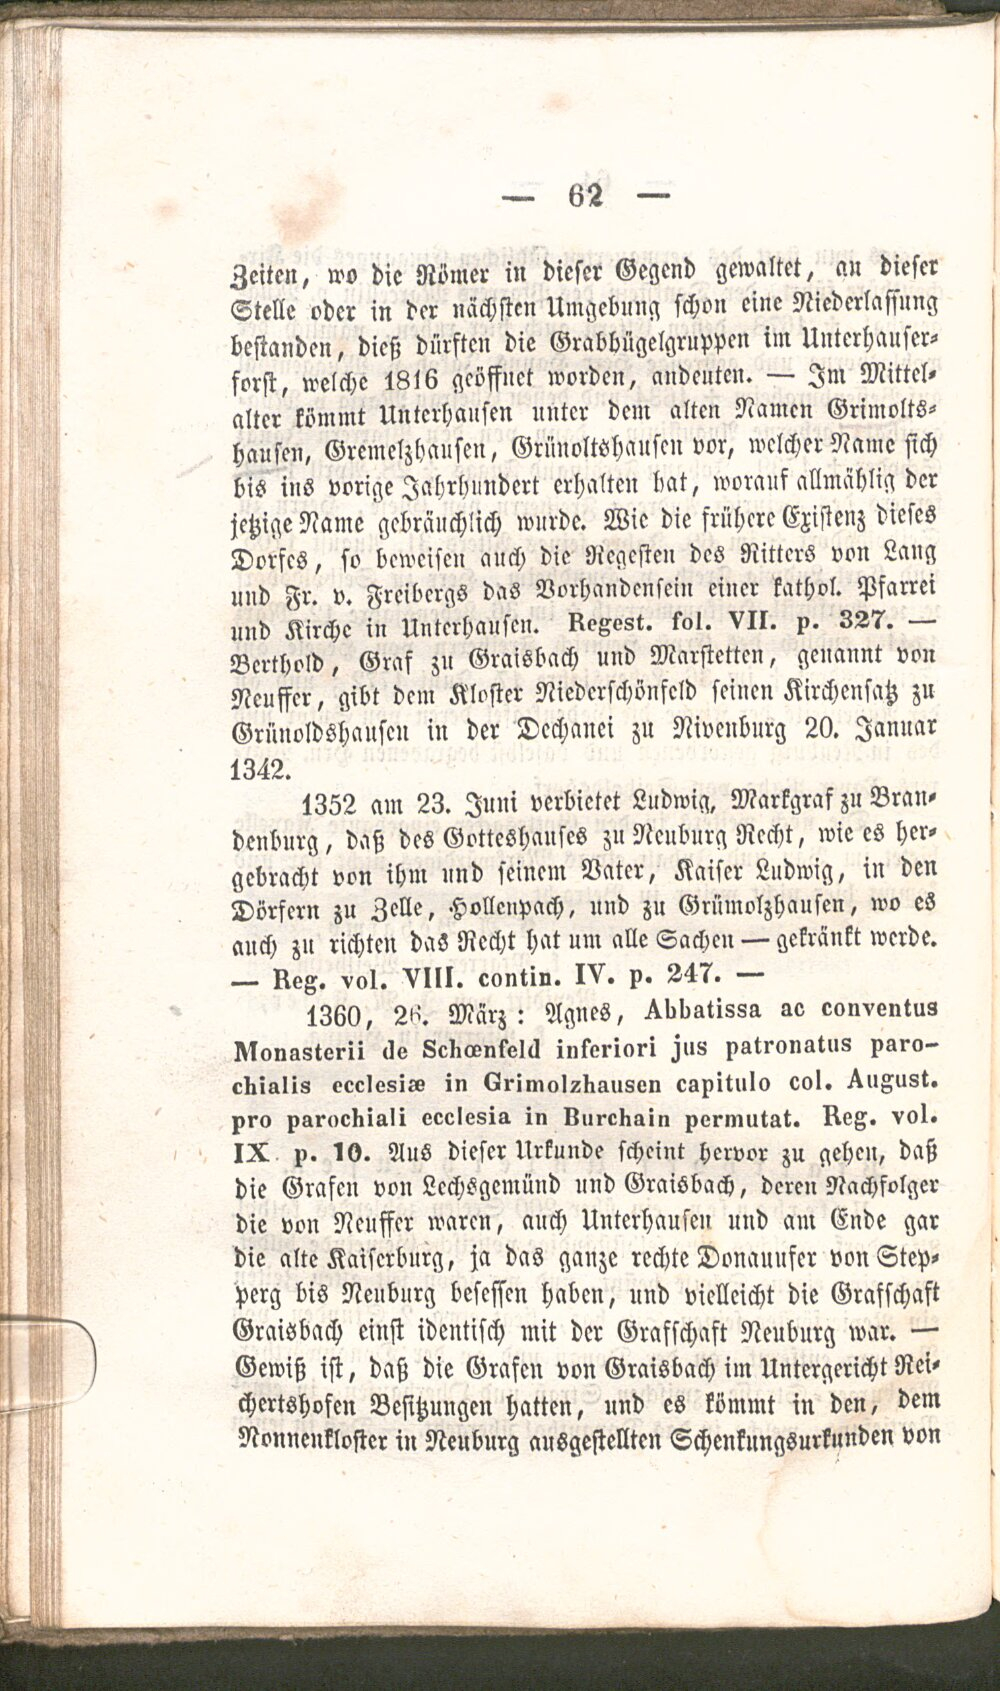 — 62 —
Zeiten, wo die Römer in dieser Gegend gewaltet, an dieser
Stelle oder in der nächsten Umgebung schon eine Niederlassung
bestanden, dieß dürften die Grabhügelgruppen im Unterhauser-
forst, welche 1816 geöffnet worden, andeuten. — Im Mittel-
alter kömmt Unterhausen unter dem alten Namen Grimolts-
hausen, Gremelzhausen, Grünoltshausen vor, welcher Name sich
bis ins vorige Jahrhundert erhalten hat, worauf allmählig der
jetzige Name gebräuchlich wurde. Wie die frühere Existenz dieses
Dorfes, so beweisen auch die Regesten des Ritters von Lang
und Fr. v. Freibergs das Vorhandensein einer kathol. Pfarrei
und Kirche in Unterhausen. Regest. fol. VII. p. 327. —
Berthold, Graf zu Graisbach und Marstetten, genannt von
Neuffer, gibt dem Kloster Niederschönfeld seinen Kirchensatz zu
Grünoldshausen in der Dechanei zu Nivenburg 20. Januar
1342.
1352 am 23. Juni verbietet Ludwig, Markgraf zu Bran-
denburg, daß des Gotteshauses zu Neuburg Recht, wie es her-
gebracht von ihm und seinem Vater, Kaiser Ludwig, in den
Dörfern zu Zelle, Hollenpach, und zu Grümolzhausen, wo es
auch zu richten das Recht hat um alle Sachen — gekränkt werde.
— Reg. vol. VIII. contin. IV. p. 247. —
1360, 26. März: Agnes, Abbatissa ac conventus
Monasterii de Schœnfeld inferiori jus patronatus paro-
chialis ecclesiæ in Grimolzhausen capitulo col. August.
pro parochiali ecclesia in Burchain permutat. Reg. vol.
IX. p. 10. Aus dieser Urkunde scheint hervor zu gehen, daß
die Grafen von Lechsgemünd und Graisbach, deren Nachfolger
die von Neuffer waren, auch Unterhausen und am Ende gar
die alte Kaiserburg, ja das ganze rechte Donauufer von Step-
perg bis Neuburg besessen haben, und vielleicht die Grafschaft
Graisbach einst identisch mit der Grafschaft Neuburg war. —
Gewiß ist, daß die Grafen von Graisbach im Untergericht Rei-
chertshofen Besitzungen hatten, und es kömmt in den, dem
Nonnenkloster in Neuburg ausgestellten Schenkungsurkunden von